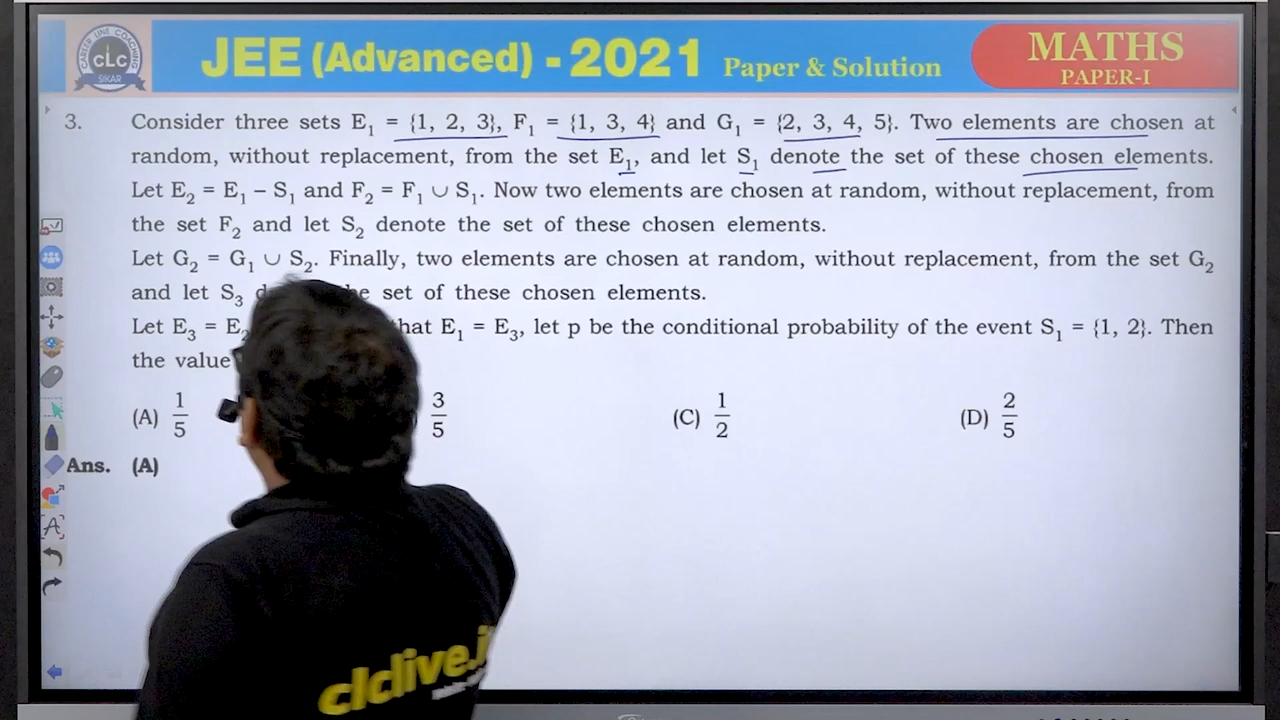 CAREER LINE COACHING
CLC
SIKAR
JEE (Advanced) - 2021 Paper & Solution
MATHS
PAPER-I
3. Consider three sets E₁ = {1, 2, 3}, F₁ = {1, 3, 4} and G₁ = {2, 3, 4, 5}. Two elements are chosen at
random, without replacement, from the set E₁, and let S₁ denote the set of these chosen elements.
Let E₂ = E₁ – S₁ and F₂ = F₁ ∪ S₁. Now two elements are chosen at random, without replacement, from
the set F₂ and let S₂ denote the set of these chosen elements.
Let G₂ = G₁ ∪ S₂. Finally, two elements are chosen at random, without replacement, from the set G₂
and let S₃ set of these chosen elements.
Let E₃ = E₂ that E₁ = E₃, let p be the conditional probability of the event S₁ = {1, 2}. Then
the value
(A) 1/5 3/5 (C) 1/2 (D) 2/5
Ans. (A)
clclive.i